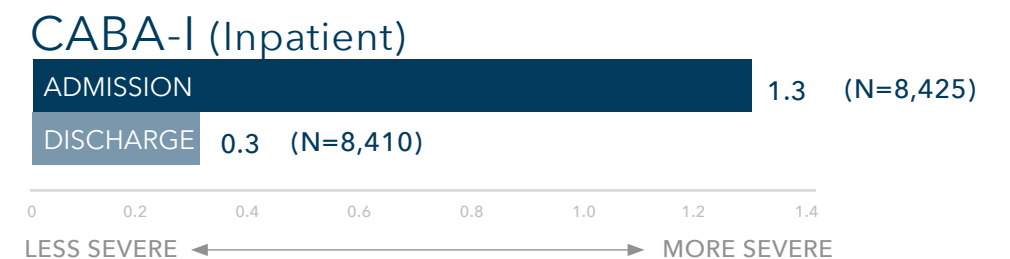 CABA-I (Inpatient)
ADMISSION 1.3 (N=8,425)
DISCHARGE 0.3 (N=8,410)
0 0.2 0.4 0.6 0.8 1.0 1.2 1.4
LESS SEVERE MORE SEVERE